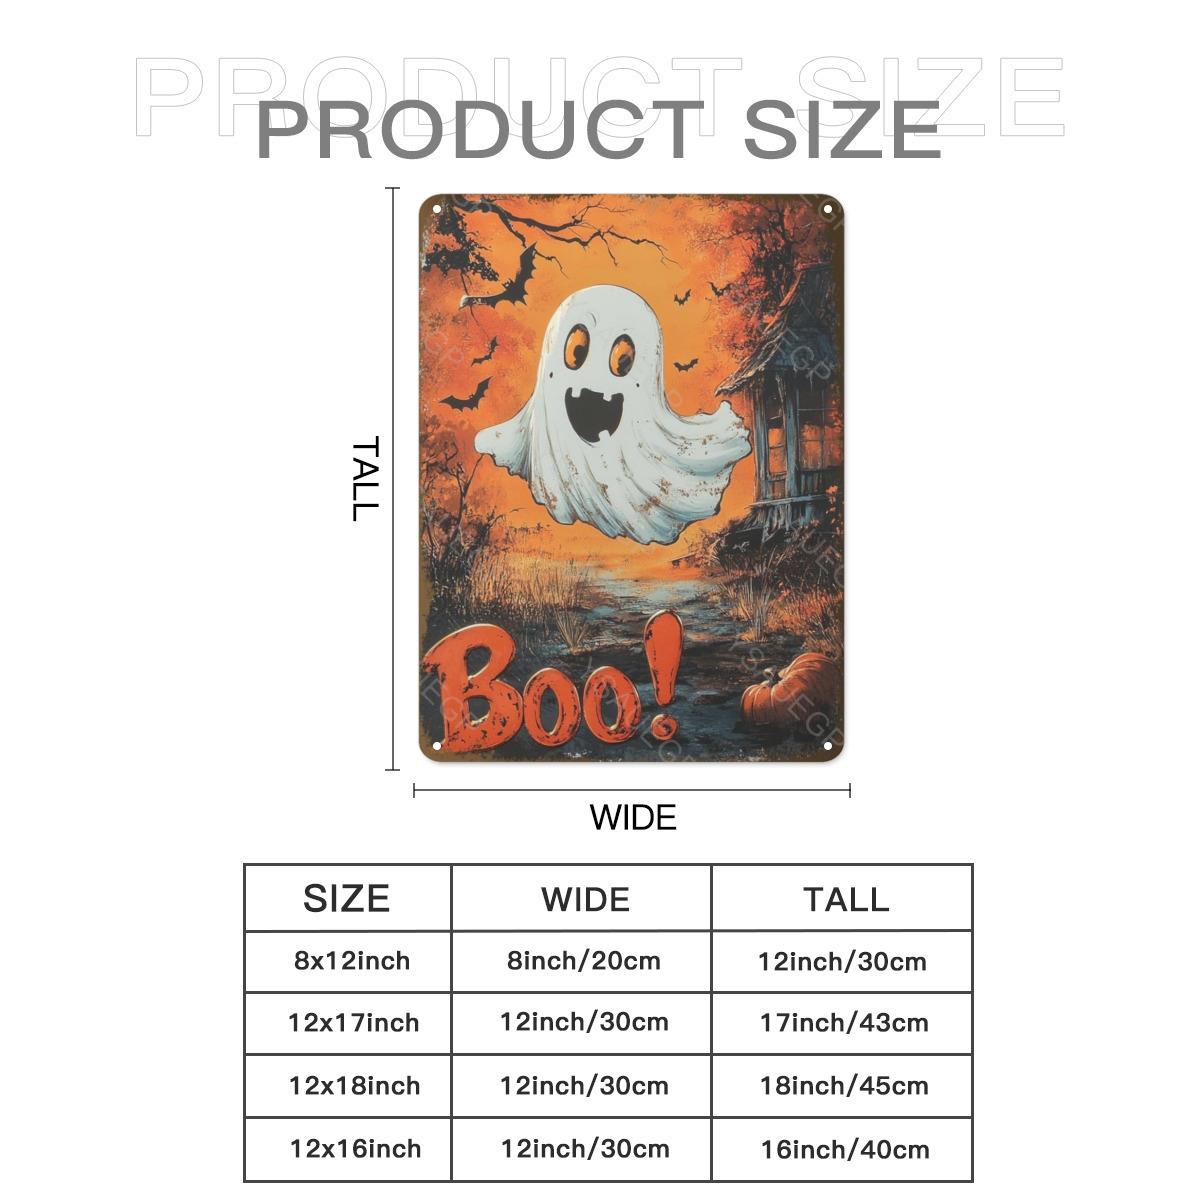 PRODUCT SIZE
PRODUCT SIZE
TALL
Boo!
WIDE
SIZE WIDE TALL
8x12inch 8inch/20cm 12inch/30cm
12x17inch 12inch/30cm 17inch/43cm
12x18inch 12inch/30cm 18inch/45cm
12x16inch 12inch/30cm 16inch/40cm